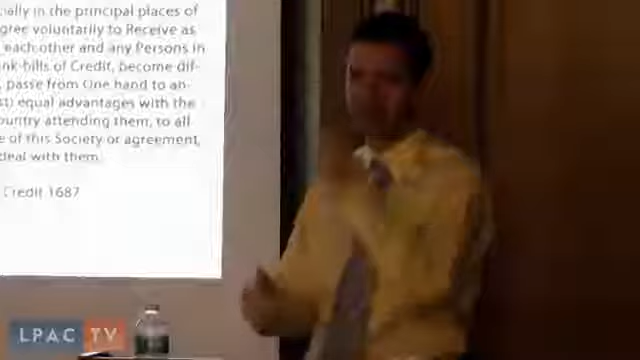 ially in the principal places of
gree voluntarily to Receive as
each other and any Persons in
nk-bills of Credit, become dif-
, passe from One hand to an-
st) equal advantages with the
ountry attending them, to all
e of this Society or agreement,
deal with them.
Credit 1687
LPAC TV